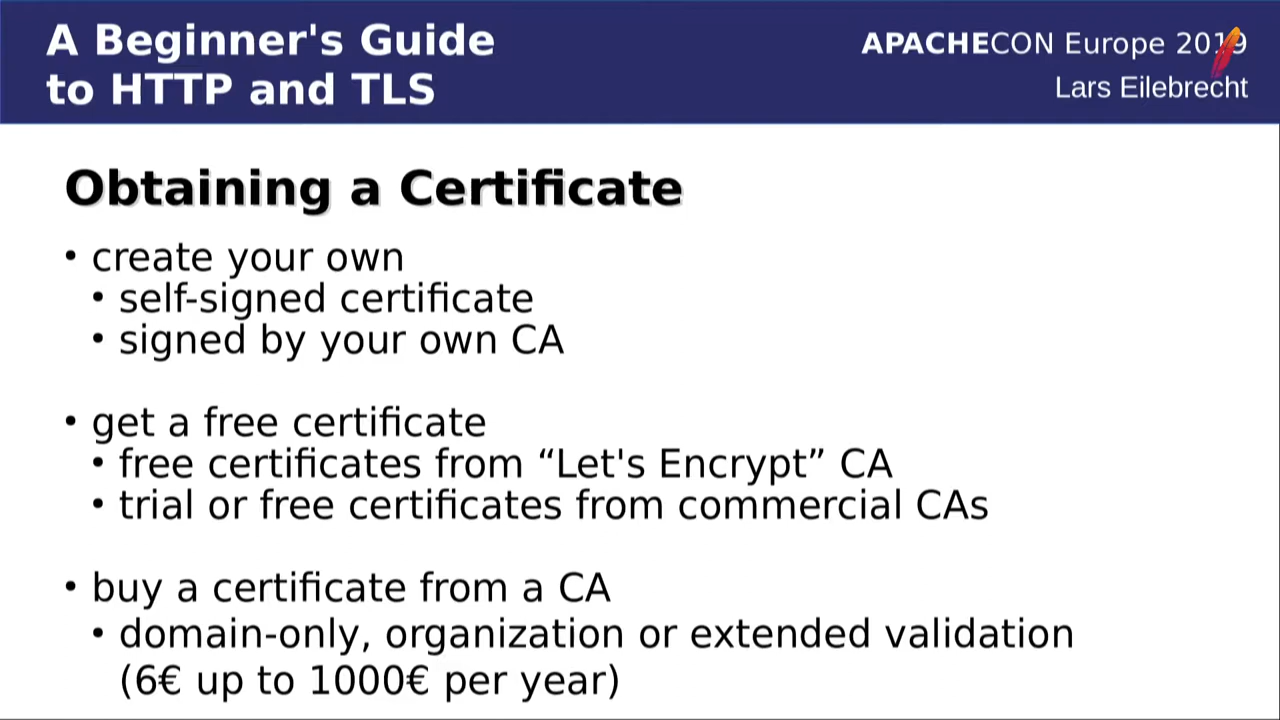 A Beginner's Guide
to HTTP and TLS
APACHECON Europe 2019
Lars Eilebrecht
Obtaining a Certificate
• create your own
• self-signed certificate
• signed by your own CA
• get a free certificate
• free certificates from “Let's Encrypt” CA
• trial or free certificates from commercial CAs
• buy a certificate from a CA
• domain-only, organization or extended validation
(6€ up to 1000€ per year)